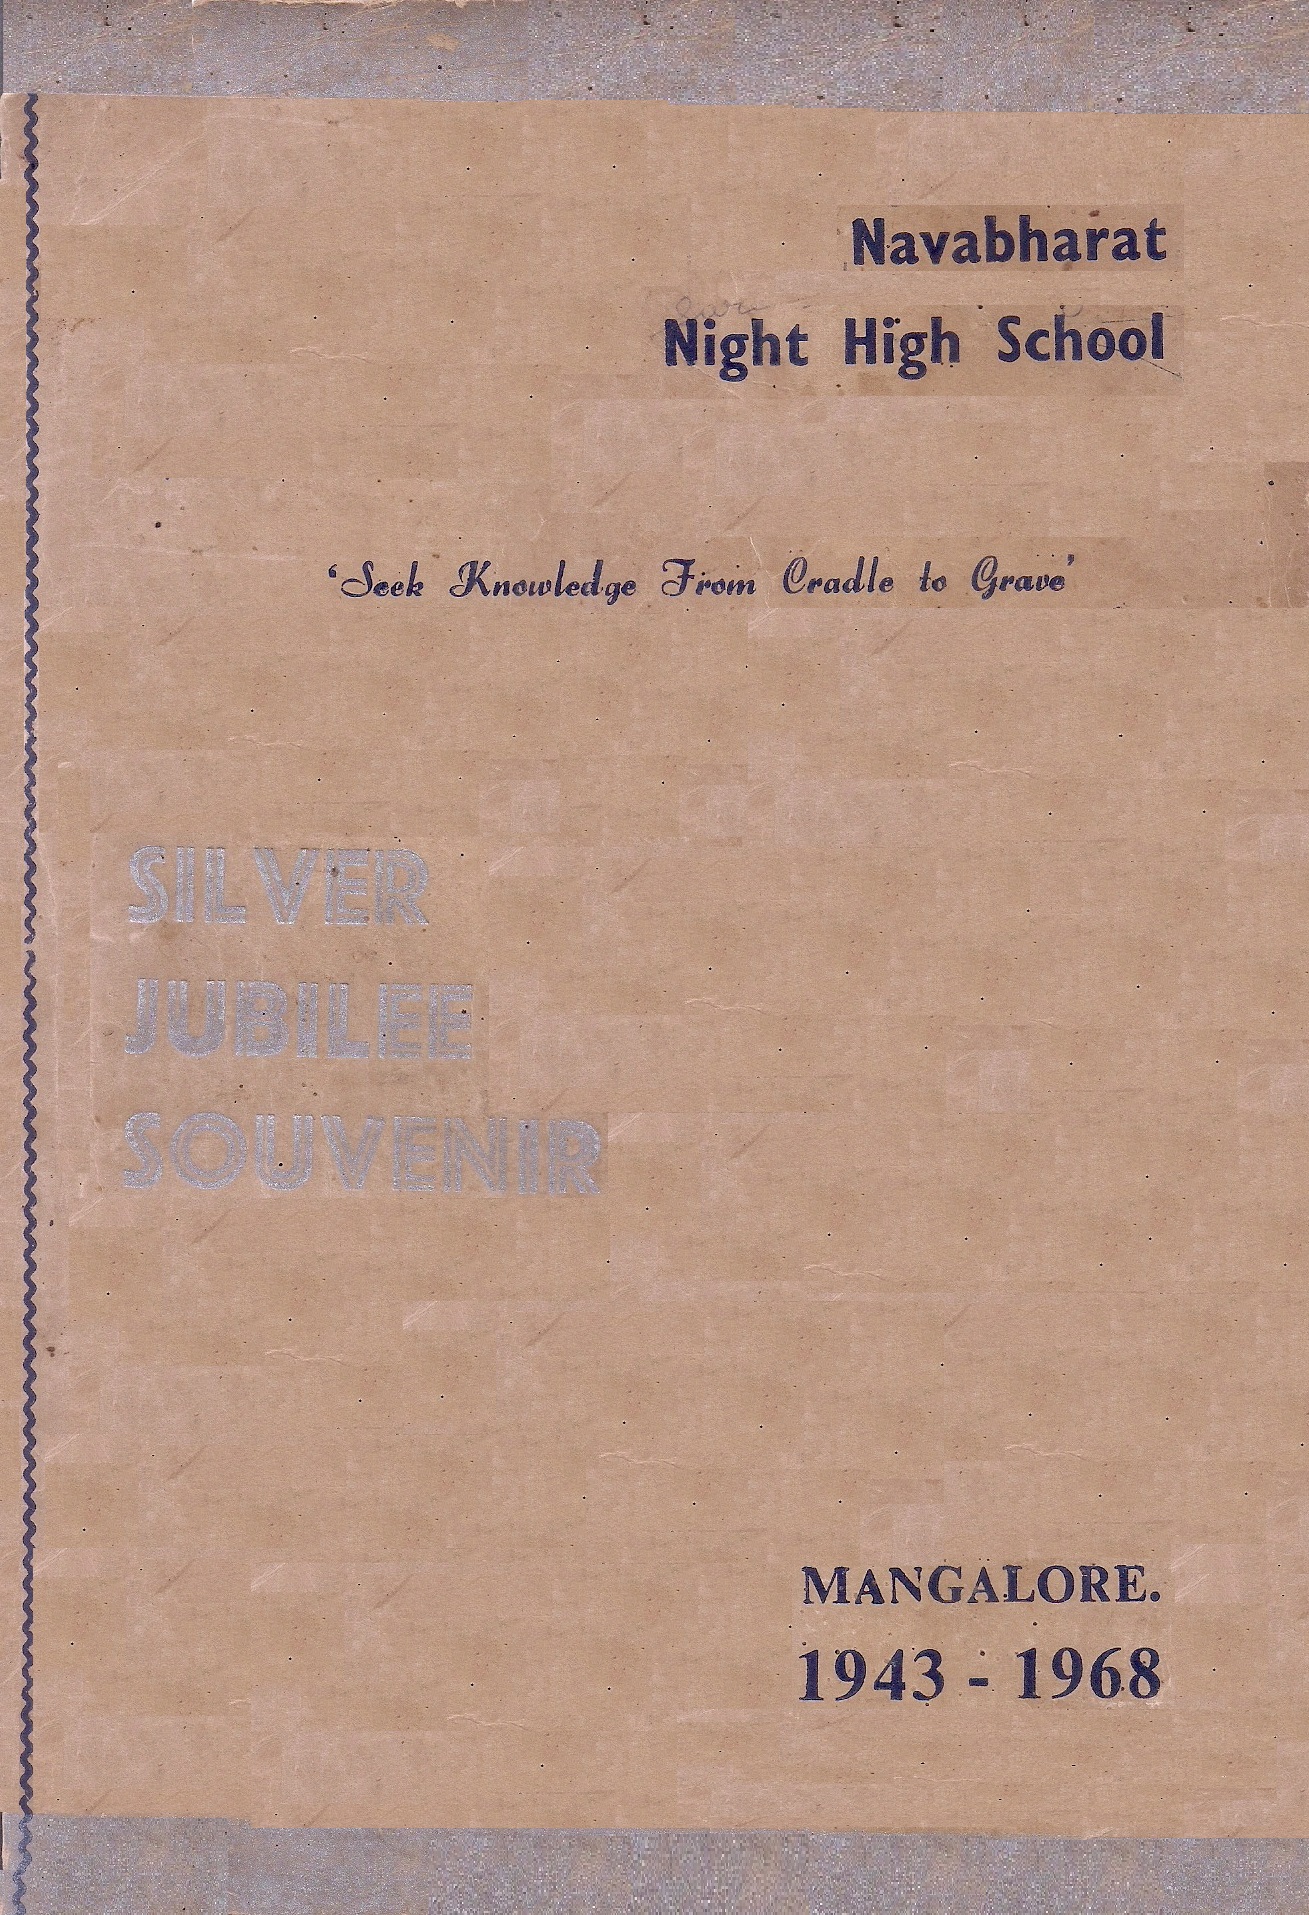 Navabharat
Night High School
‘Seek Knowledge From Cradle to Grave’
SILVER
JUBILEE
SOUVENIR
MANGALORE.
1943 - 1968